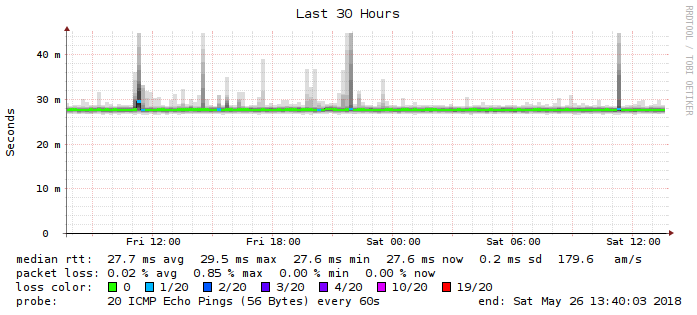 Last 30 Hours
RRDTOOL / TOBI OETIKER
Seconds
40 m
30 m
20 m
10 m
0
Fri 12:00 Fri 18:00 Sat 00:00 Sat 06:00 Sat 12:00
median rtt: 27.7 ms avg 29.5 ms max 27.6 ms min 27.6 ms now 0.2 ms sd 179.6 am/s
packet loss: 0.02 % avg 0.85 % max 0.00 % min 0.00 % now
loss color: 0 1/20 2/20 3/20 4/20 10/20 19/20
probe: 20 ICMP Echo Pings (56 Bytes) every 60s end: Sat May 26 13:40:03 2018